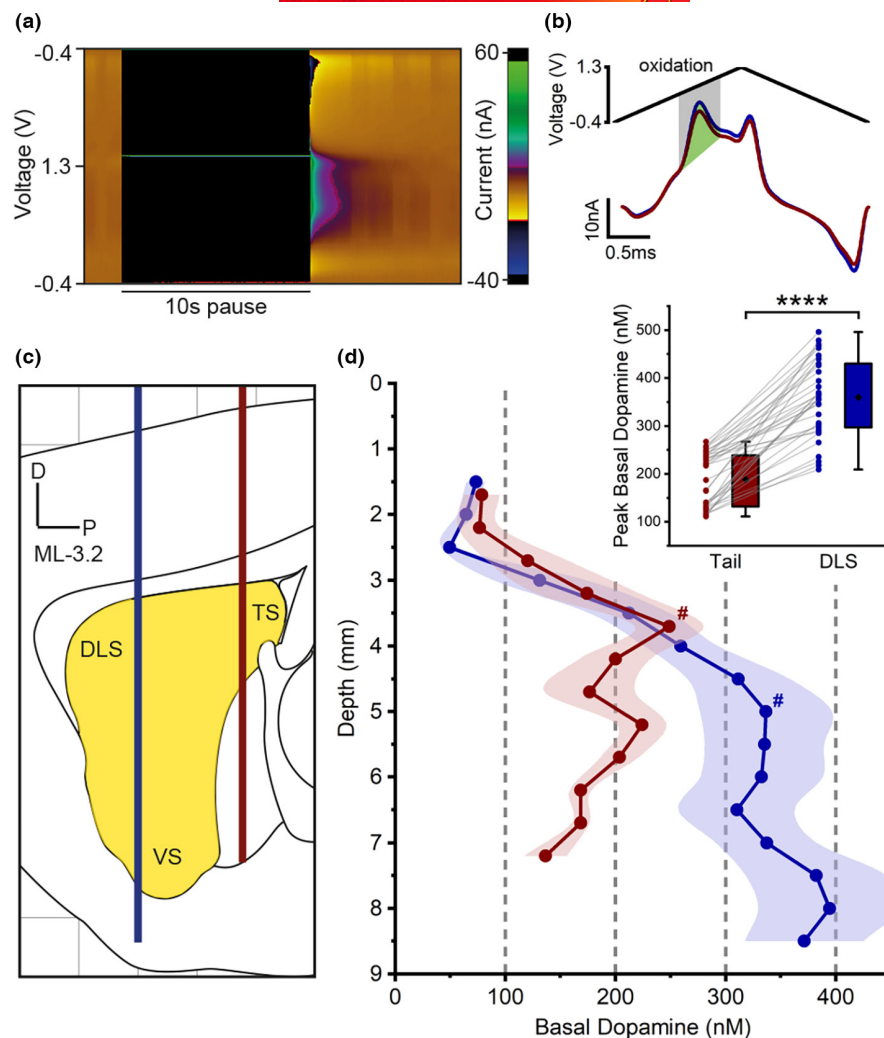 (a)
-0.4
1.3
-0.4
Voltage (V)
10s pause
60
-40
Current (nA)
(b)
oxidation
1.3
-0.4
Voltage (V)
10nA
0.5ms
****
500
400
300
200
100
Peak Basal Dopamine (nM)
Tail
DLS
(c)
D
P
ML-3.2
DLS
TS
VS
(d)
0
1
2
3
4
5
6
7
8
9
Depth (mm)
#
#
0
100
200
300
400
Basal Dopamine (nM)